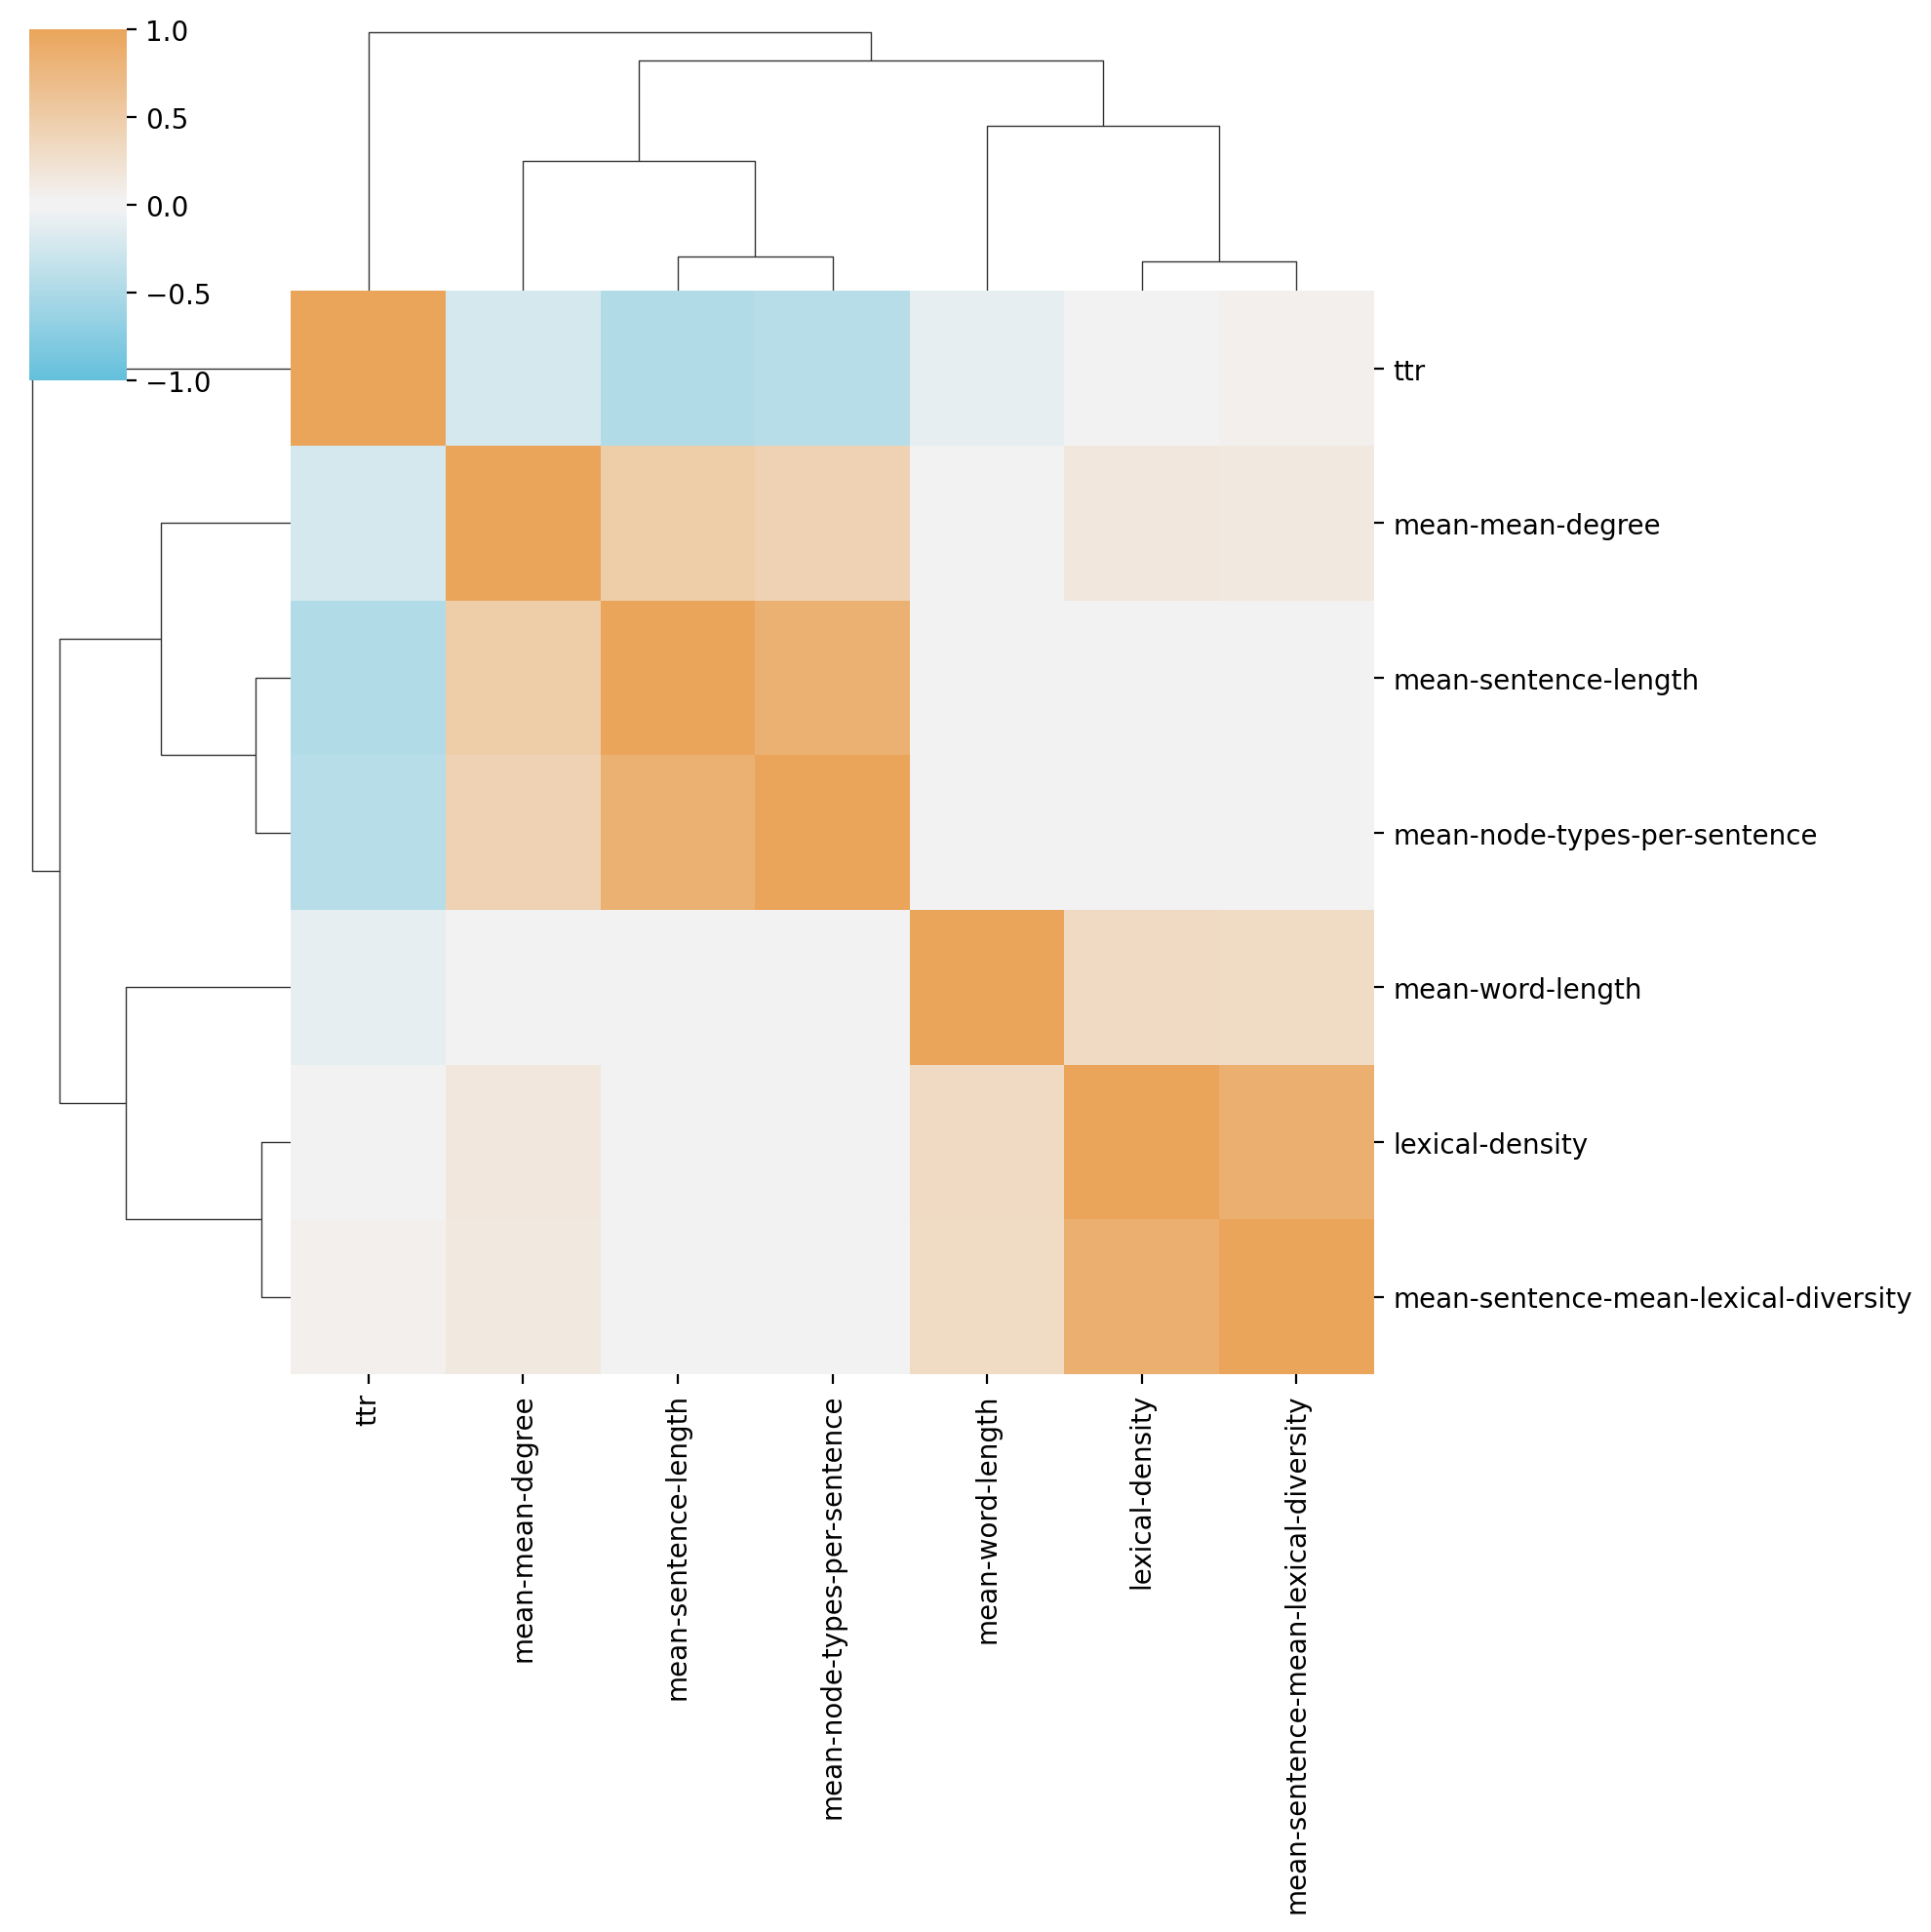 1.0
0.5
0.0
−0.5
−1.0
ttr
mean-mean-degree
mean-sentence-length
mean-node-types-per-sentence
mean-word-length
lexical-density
mean-sentence-mean-lexical-diversity
ttr
mean-mean-degree
mean-sentence-length
mean-node-types-per-sentence
mean-word-length
lexical-density
mean-sentence-mean-lexical-diversity